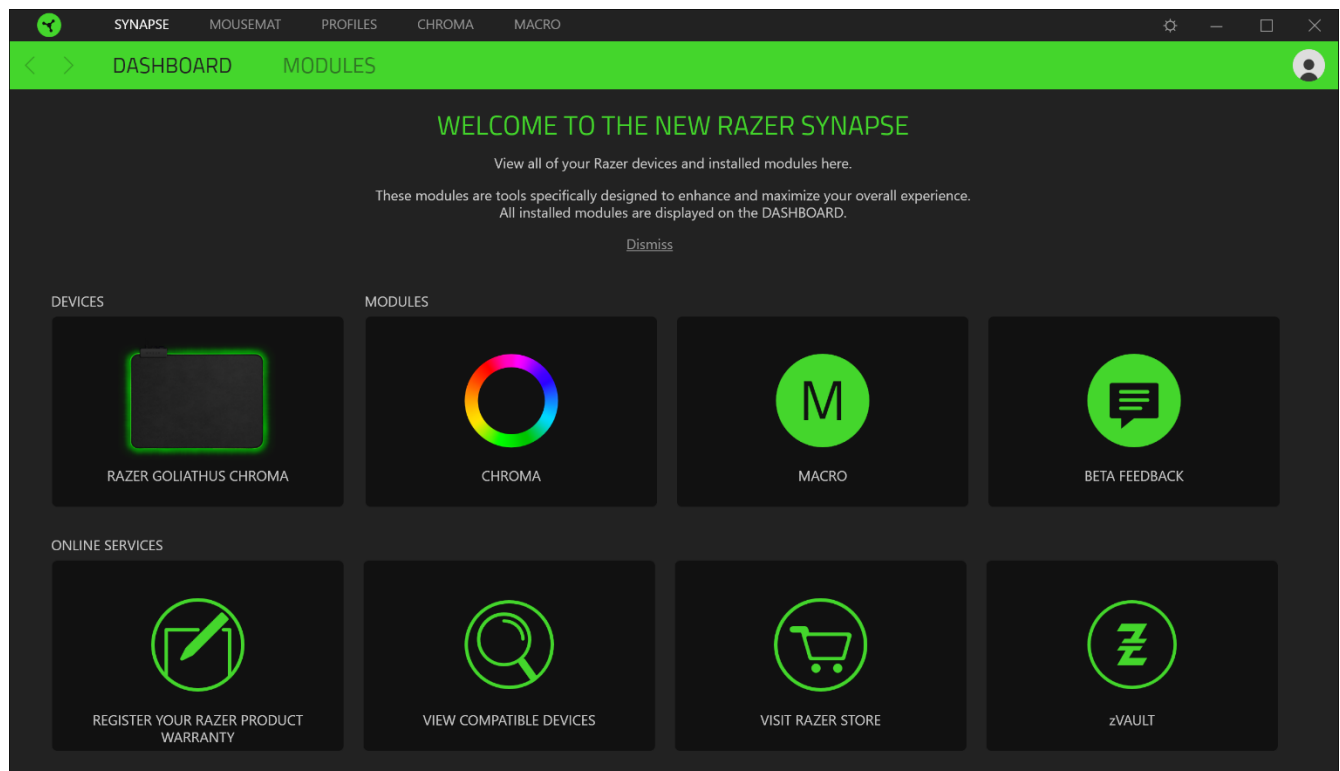 SYNAPSE MOUSEMAT PROFILES CHROMA MACRO
DASHBOARD MODULES
WELCOME TO THE NEW RAZER SYNAPSE
View all of your Razer devices and installed modules here.
These modules are tools specifically designed to enhance and maximize your overall experience.
All installed modules are displayed on the DASHBOARD.
Dismiss
DEVICES MODULES
M
RAZER GOLIATHUS CHROMA CHROMA MACRO BETA FEEDBACK
ONLINE SERVICES
REGISTER YOUR RAZER PRODUCT
WARRANTY
VIEW COMPATIBLE DEVICES
VISIT RAZER STORE
zVAULT